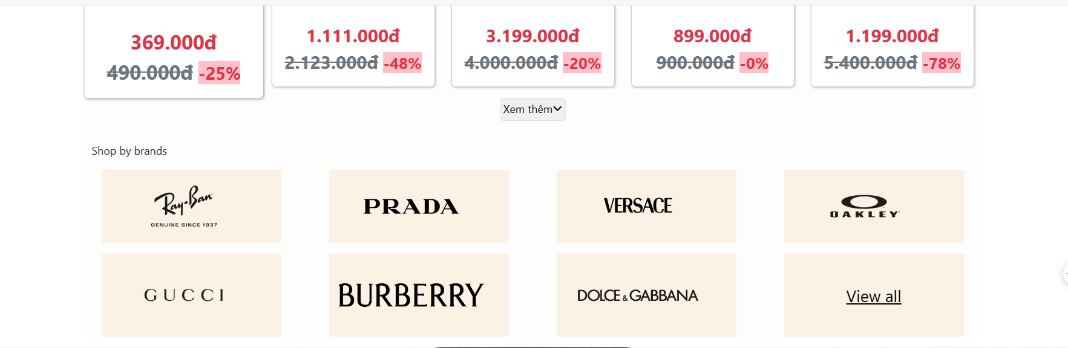 369.000đ 1.111.000đ 3.199.000đ 899.000đ 1.199.000đ
490.000đ -25% 2.123.000đ -48% 4.000.000đ -20% 900.000đ -0% 5.400.000đ -78%
Xem thêm
Shop by brands
Ray-Ban
GENUINE SINCE 1937
PRADA
VERSACE
OAKLEY
GUCCI
BURBERRY
DOLCE & GABBANA
View all